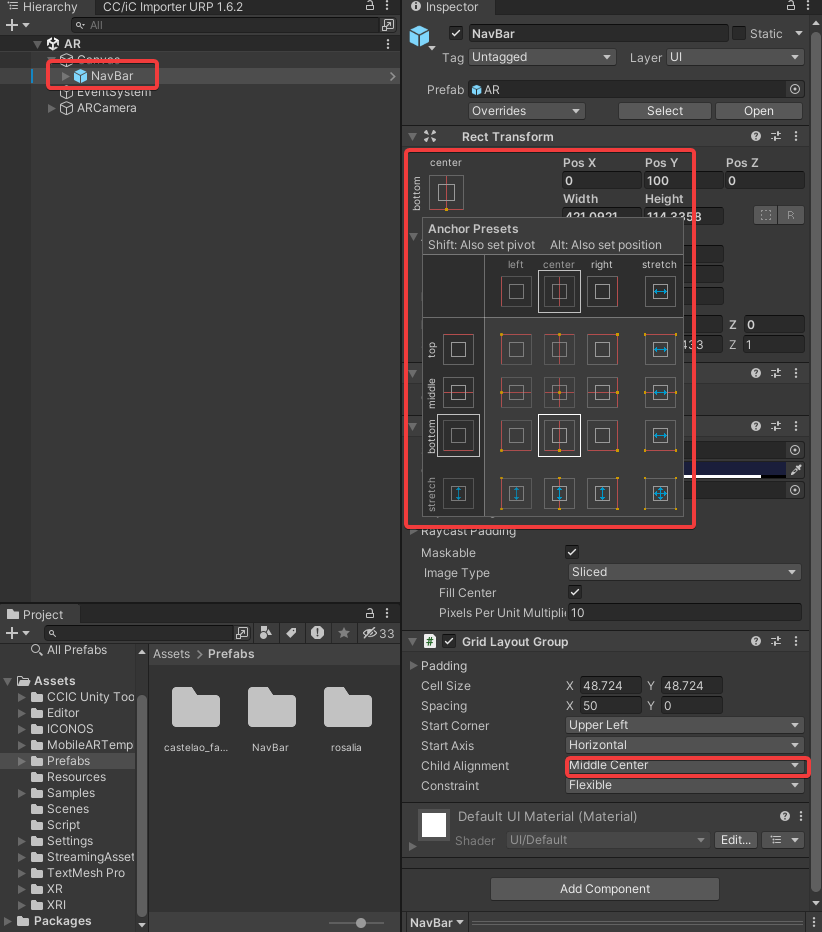 Hierarchy
CC/iC Importer URP 1.6.2
All
AR
NavBar
EventSystem
ARCamera
Inspector
NavBar
Static
Tag
Untagged
Layer
UI
Prefab
AR
Overrides
Select
Open
Rect Transform
center
bottom
Pos X
Pos Y
Pos Z
0
100
0
Width
Height
421.0921
114.3358
Anchor Presets
Shift: Also set pivot
Alt: Also set position
left
center
right
stretch
top
middle
bottom
stretch
Z
0
Z
1
Raycast Padding
Maskable
Image Type
Sliced
Fill Center
Pixels Per Unit Multipli
10
Grid Layout Group
Padding
Cell Size
X
48.724
Y
48.724
Spacing
X
50
Y
0
Start Corner
Upper Left
Start Axis
Horizontal
Child Alignment
Middle Center
Constraint
Flexible
Default UI Material (Material)
Shader
UI/Default
Edit...
Add Component
NavBar
Project
33
All Prefabs
Assets
CCIC Unity Too
Editor
ICONOS
MobileARTemp
Prefabs
Resources
Samples
Scenes
Script
Settings
StreamingAsset
TextMesh Pro
XR
XRI
Packages
Assets > Prefabs
castelao_fa...
NavBar
rosalia